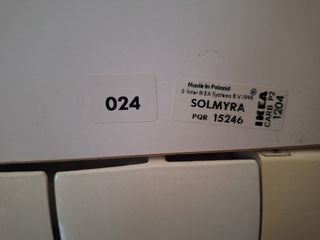 024
Made in Poland
© Inter IKEA Systems B.V. 1999
SOLMYRA
PQR 15246
IKEA®
CARB P2
1204